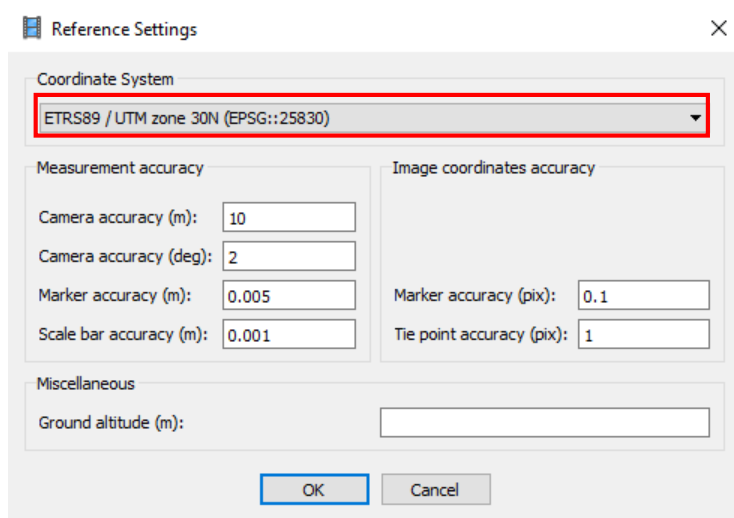 Reference Settings
Coordinate System
ETRS89 / UTM zone 30N (EPSG::25830)
Measurement accuracy
Camera accuracy (m): 10
Camera accuracy (deg): 2
Marker accuracy (m): 0.005
Scale bar accuracy (m): 0.001
Image coordinates accuracy
Marker accuracy (pix): 0.1
Tie point accuracy (pix): 1
Miscellaneous
Ground altitude (m):
OK Cancel